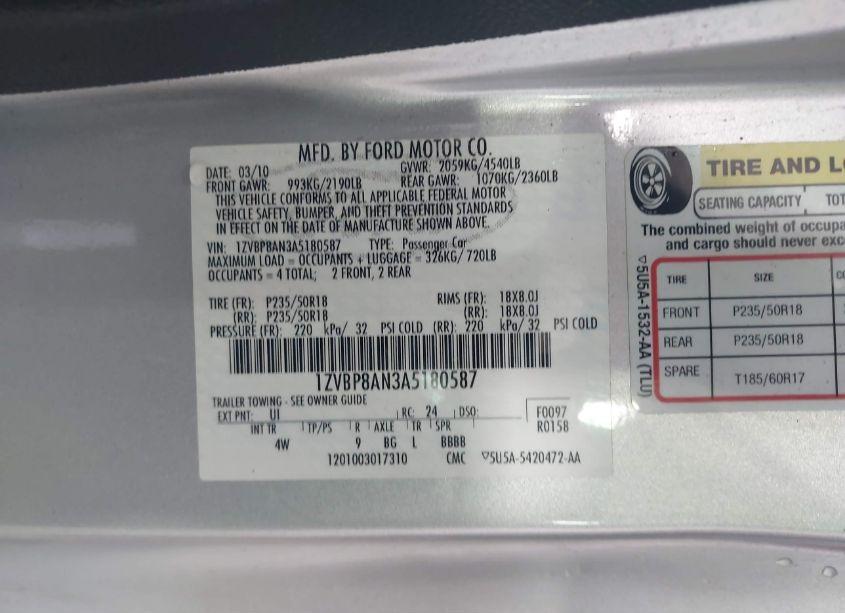 MFD. BY FORD MOTOR CO.
DATE: 03/10 GVWR: 2059KG/4540LB
FRONT GAWR: 993KG/2190LB REAR GAWR: 1070KG/2360LB
THIS VEHICLE CONFORMS TO ALL APPLICABLE FEDERAL MOTOR
VEHICLE SAFETY, BUMPER, AND THEFT PREVENTION STANDARDS
IN EFFECT ON THE DATE OF MANUFACTURE SHOWN ABOVE.
VIN: 1ZVBP8AN3A5180587 TYPE: Passenger Car
MAXIMUM LOAD = OCCUPANTS + LUGGAGE = 326KG/ 720LB
OCCUPANTS = 4 TOTAL; 2 FRONT, 2 REAR
TIRE (FR): P235/50R18 RIMS (FR): 18X8.0J
(RR): P235/50R18 (RR): 18X8.0J
PRESSURE (FR): 220 kPa/ 32 PSI COLD (RR): 220 kPa/ 32 PSI COLD
1ZVBP8AN3A5180587
TRAILER TOWING - SEE OWNER GUIDE
EXT PNT: UI RC: 24 DSO: F0097
INT TR TP/PS R AXLE TR SPR R0158
4W 9 BG L BBBB
1201003017310 CMC ▽5U5A-5420472-AA
TIRE AND L
SEATING CAPACITY TOT
The combined weight of occupa
and cargo should never exc
▽5U5A-1532-AA (TLU)
TIRE SIZE CO
FRONT P235/50R18
REAR P235/50R18
SPARE T185/60R17